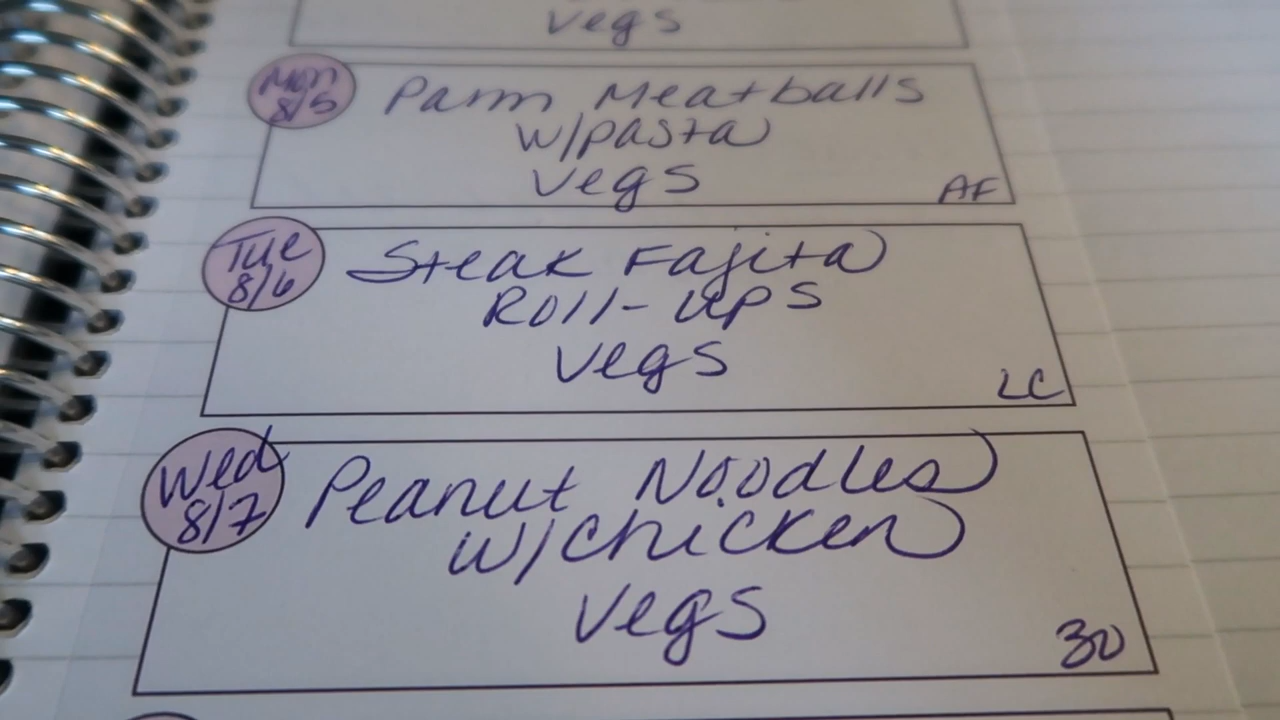 vegs
Mon
8/5
Parm Meatballs
w/pasta
vegs
AF
Tue
8/6
Steak Fajita
Roll-ups
vegs
LC
Wed
8/7
Peanut Noodles
w/chicken
vegs
30